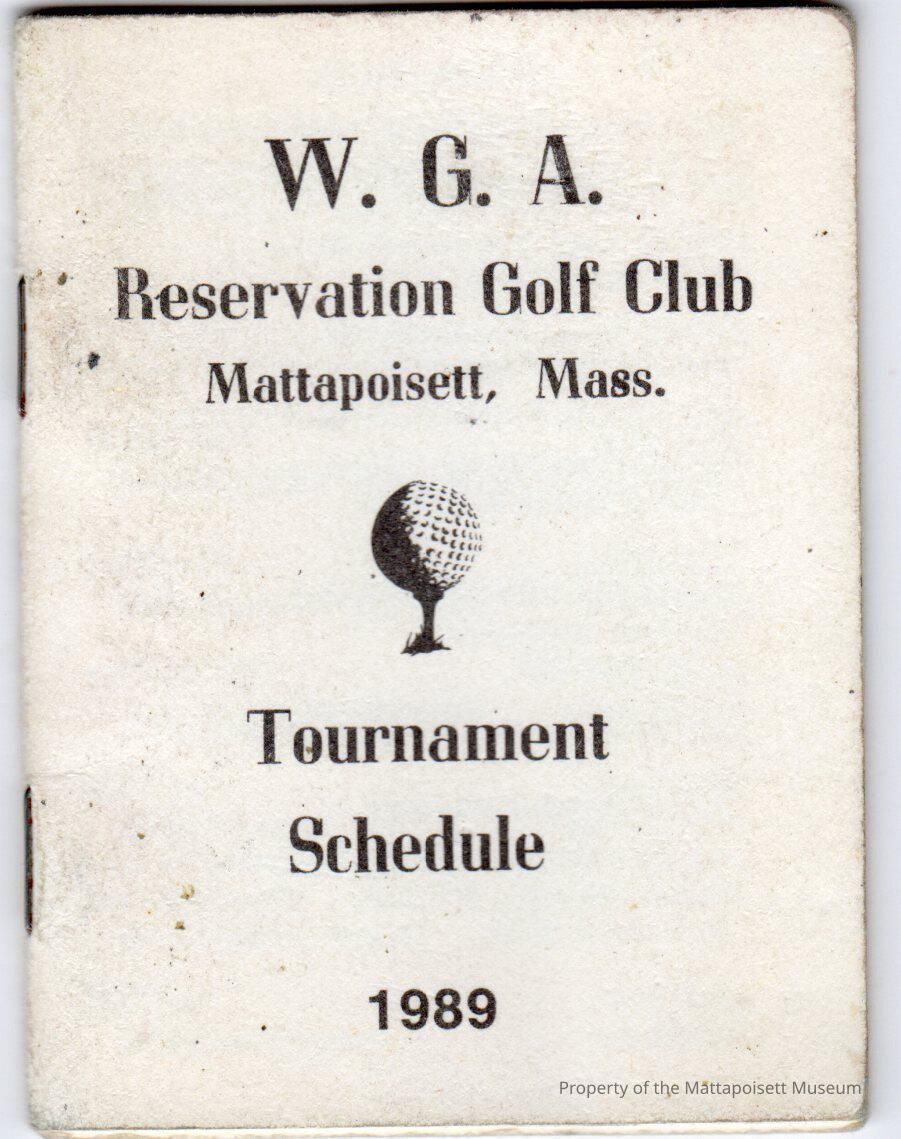 W. G. A.
Reservation Golf Club
Mattapoisett, Mass.
Tournament
Schedule
1989
Property of the Mattapoisett Museum